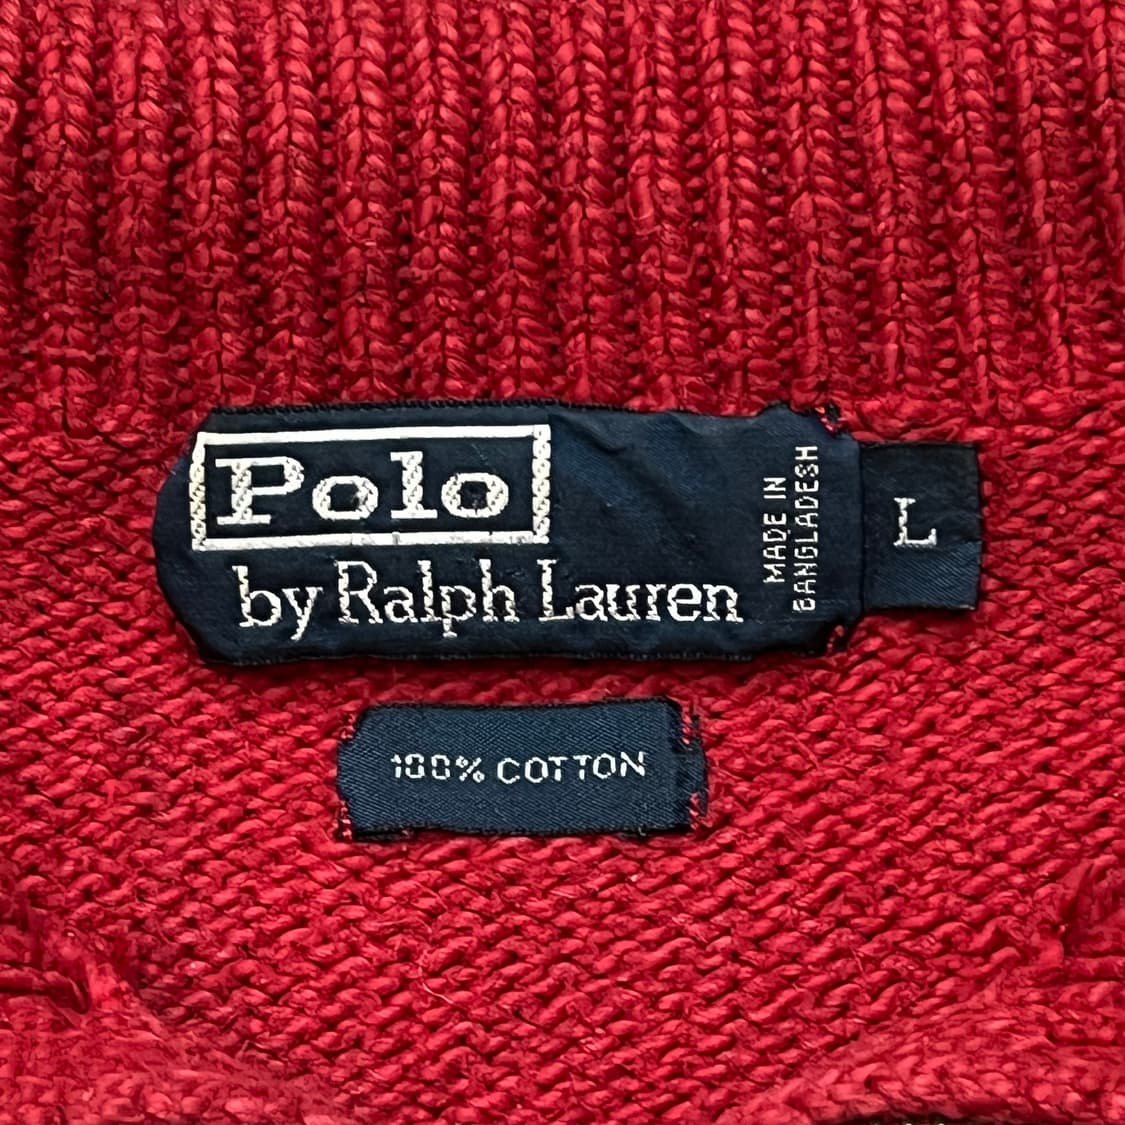 Polo
by Ralph Lauren
MADE IN
BANGLADESH
L
100% COTTON